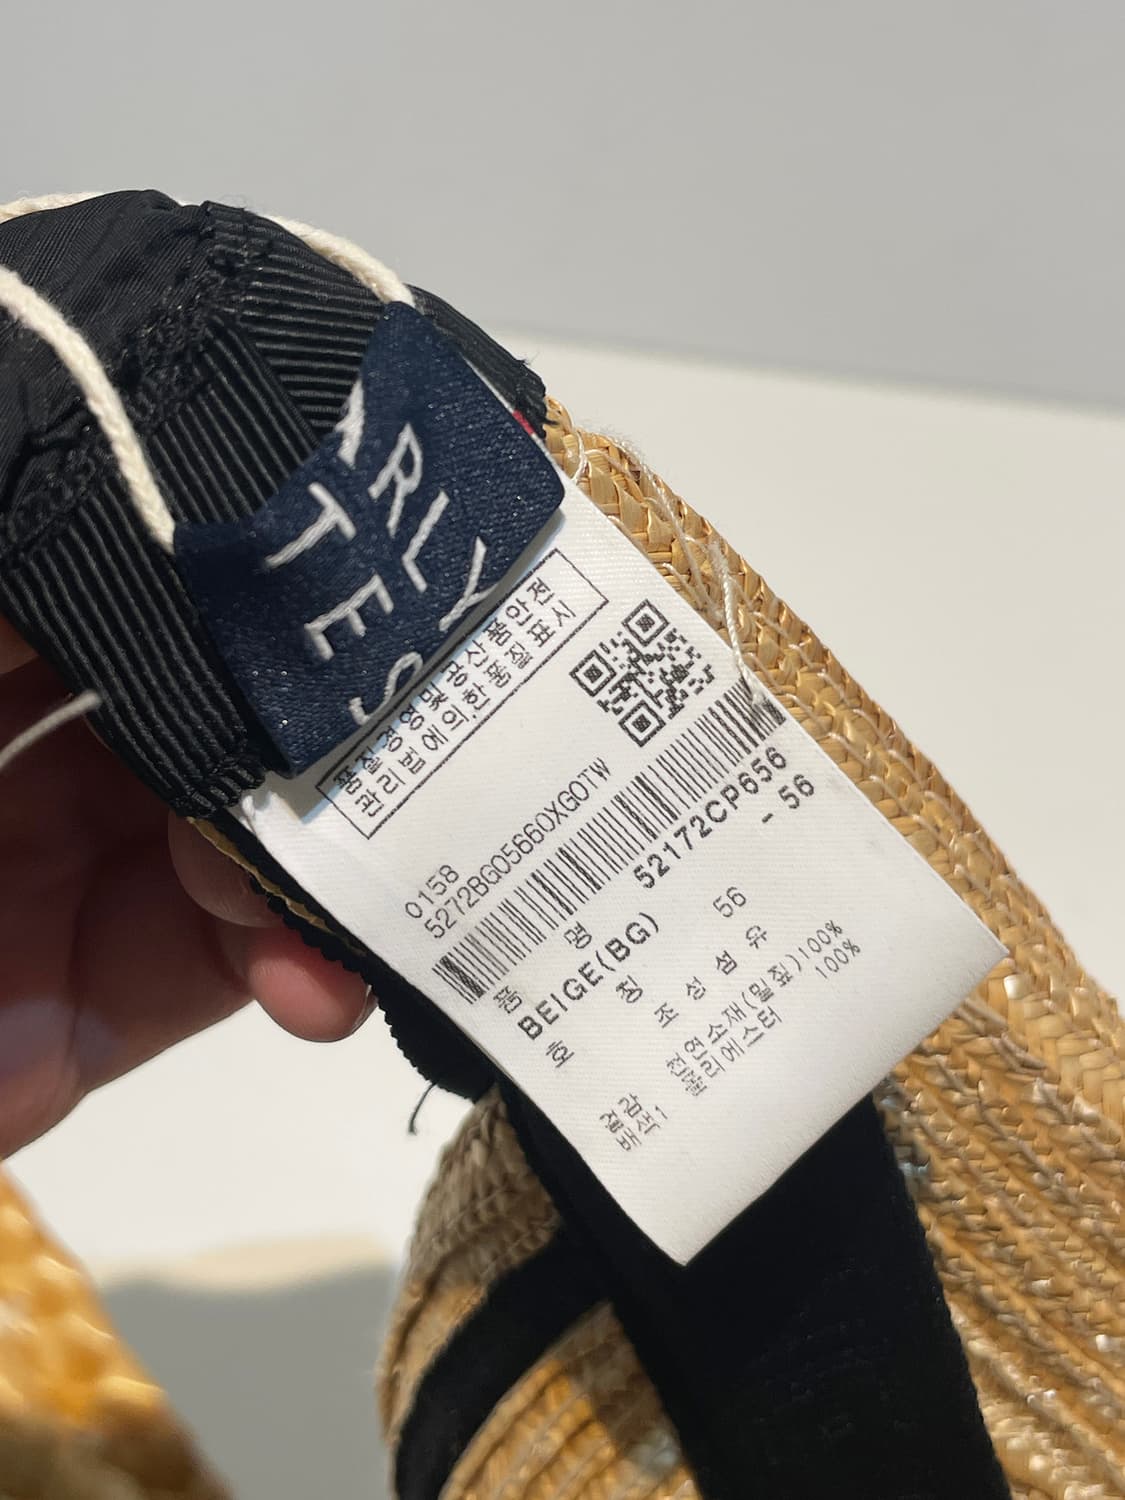 ARLY
TES
품질경영및공산품안전
관리법에의한품질표시
0158
5272BG05660XG0TW
품 명 52172CP656
- 56
BEIGE(BG)
호 칭 56
조 성 섬 유
겉감 천연소재(밀짚)100%
배색1 폴리에스터 100%